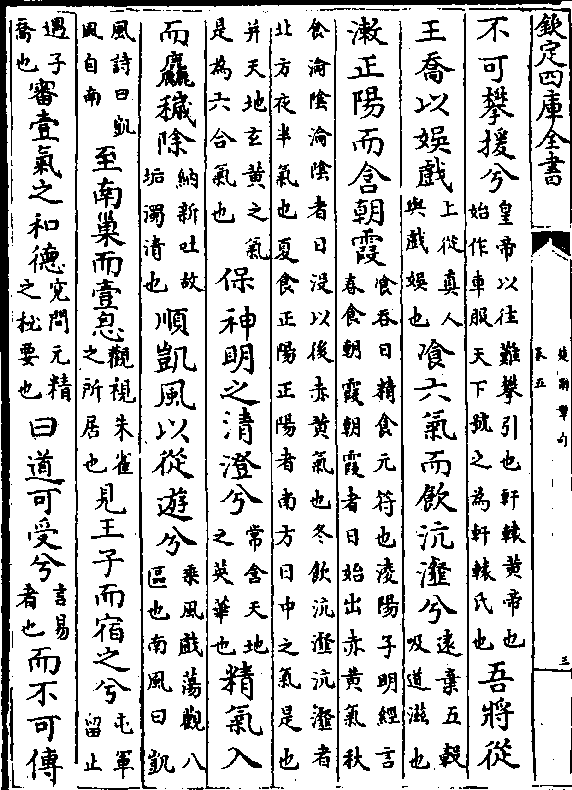 欽定四庫全書
楚辭章句
卷五
三
不可攀援兮
皇帝以往難攀引也軒轅黄帝也
始作車服天下號之為軒轅氏也
吾將從
王喬以娛戲
上從真人
與戲娛也
飡六氣而飲沆瀣兮
遠棄五穀
吸道滋也
漱正陽而含朝霞
飡吞日精食元符也淩陽子明經言
春食朝霞朝霞者日始出赤黄氣秋
食淪陰淪陰者日没以後赤黄氣也冬飲沆瀣沆瀣者
北方夜半氣也夏食正陽正陽者南方日中之氣是也
并天地玄黄之氣
是為六合氣也
保神明之清澄兮
常含天地
之英華也
精氣入
而麤穢除
納新吐故
垢濁清也
順凱風以從遊兮
乘風戲蕩觀八
區也南風曰凱
風詩曰凱
風自南
至南巢而壹息
觀視朱雀
之所居也
見王子而宿之兮
屯軍
留止
遇子
喬也
審壹氣之和德
究問元精
之秘要也
曰道可受兮
言易
者也
而不可傳